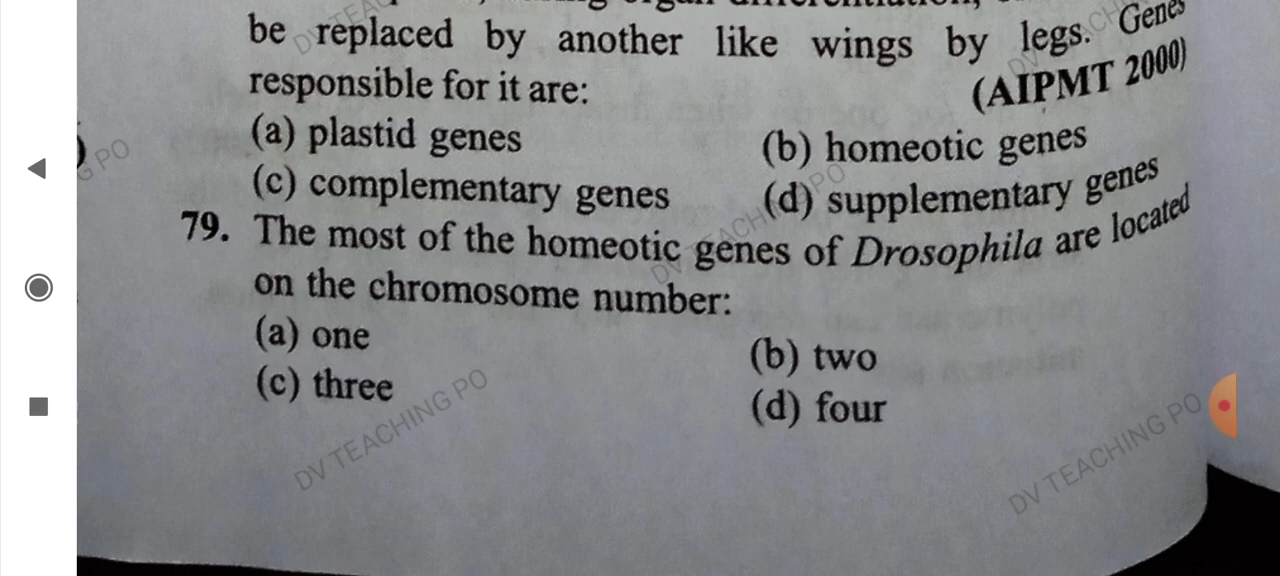 be replaced by another like wings by legs. Genes
responsible for it are: (AIPMT 2000)
(a) plastid genes (b) homeotic genes
(c) complementary genes (d) supplementary genes
79. The most of the homeotic genes of Drosophila are located
on the chromosome number:
(a) one (b) two
(c) three (d) four
DV TEACHING PO
DV TEACHING PO